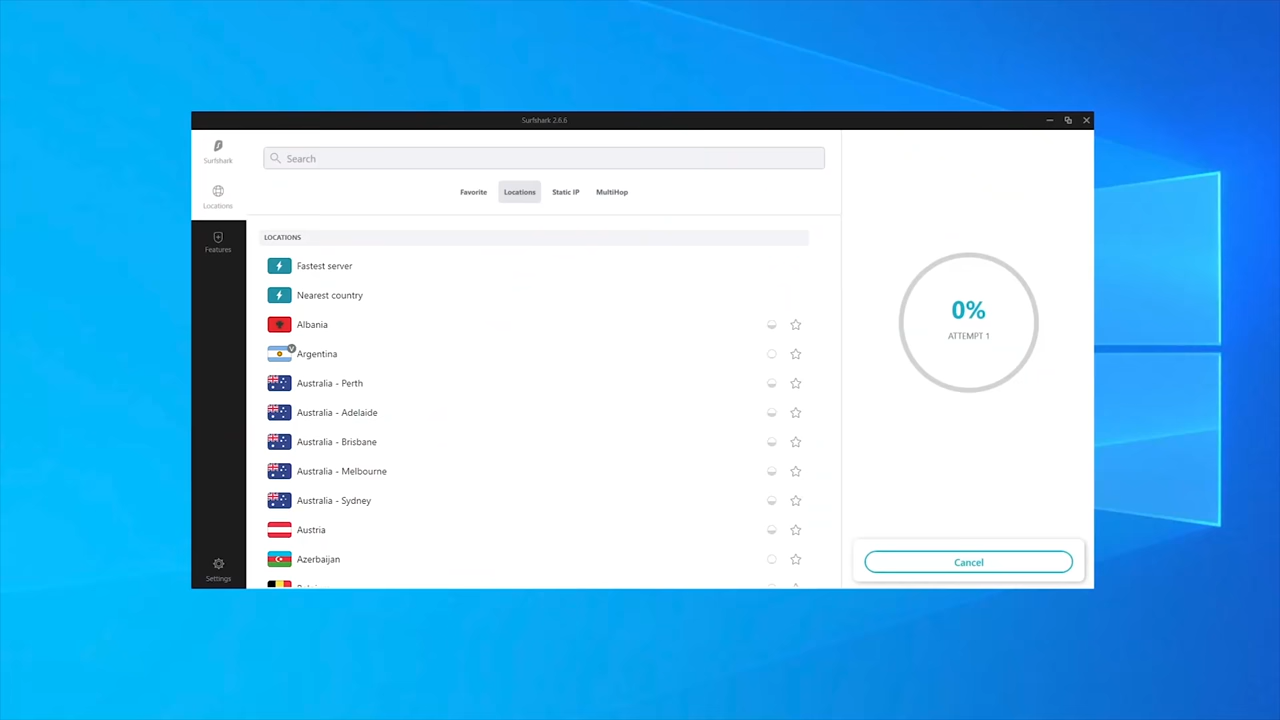 Surfshark 2.6.6
Surfshark
Locations
Features
Settings
Search
Favorite
Locations
Static IP
MultiHop
LOCATIONS
Fastest server
Nearest country
Albania
V
Argentina
Australia - Perth
Australia - Adelaide
Australia - Brisbane
Australia - Melbourne
Australia - Sydney
Austria
Azerbaijan
0%
ATTEMPT 1
Cancel